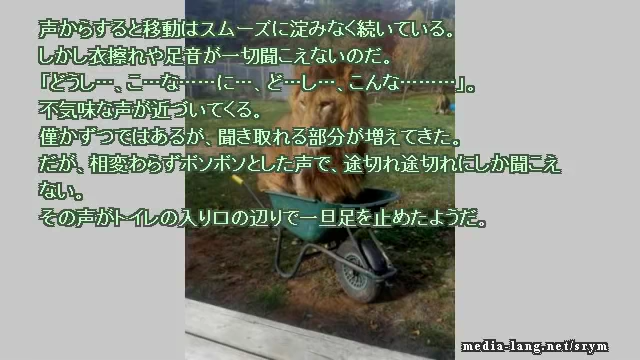 声からすると移動はスムーズに淀みなく続いている。
しかし衣擦れや足音が一切聞こえないのだ。
「どうし…、こ…な……に…、ど…し…、こんな………」。
不気味な声が近づいてくる。
僅かずつではあるが、聞き取れる部分が増えてきた。
だが、相変わらずボソボソとした声で、途切れ途切れにしか聞こえ
ない。
その声がトイレの入り口の辺りで一旦足を止めたようだ。
media-lang.net/srym